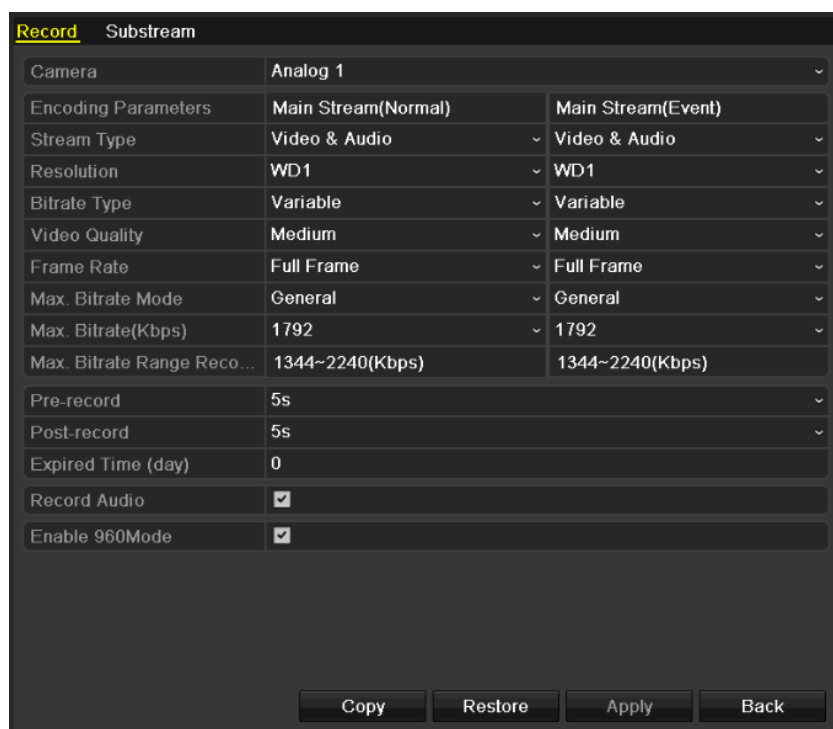 Record Substream
Camera Analog 1
Encoding Parameters Main Stream(Normal) Main Stream(Event)
Stream Type Video & Audio Video & Audio
Resolution WD1 WD1
Bitrate Type Variable Variable
Video Quality Medium Medium
Frame Rate Full Frame Full Frame
Max. Bitrate Mode General General
Max. Bitrate(Kbps) 1792 1792
Max. Bitrate Range Reco... 1344~2240(Kbps) 1344~2240(Kbps)
Pre-record 5s
Post-record 5s
Expired Time (day) 0
Record Audio
Enable 960Mode
Copy Restore Apply Back